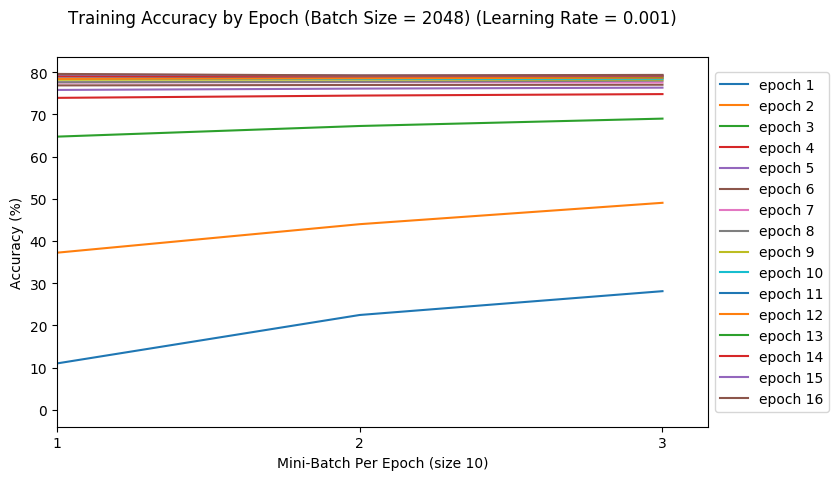 Training Accuracy by Epoch (Batch Size = 2048) (Learning Rate = 0.001)
Accuracy (%)
80
70
60
50
40
30
20
10
0
1 2 3
Mini-Batch Per Epoch (size 10)
epoch 1
epoch 2
epoch 3
epoch 4
epoch 5
epoch 6
epoch 7
epoch 8
epoch 9
epoch 10
epoch 11
epoch 12
epoch 13
epoch 14
epoch 15
epoch 16